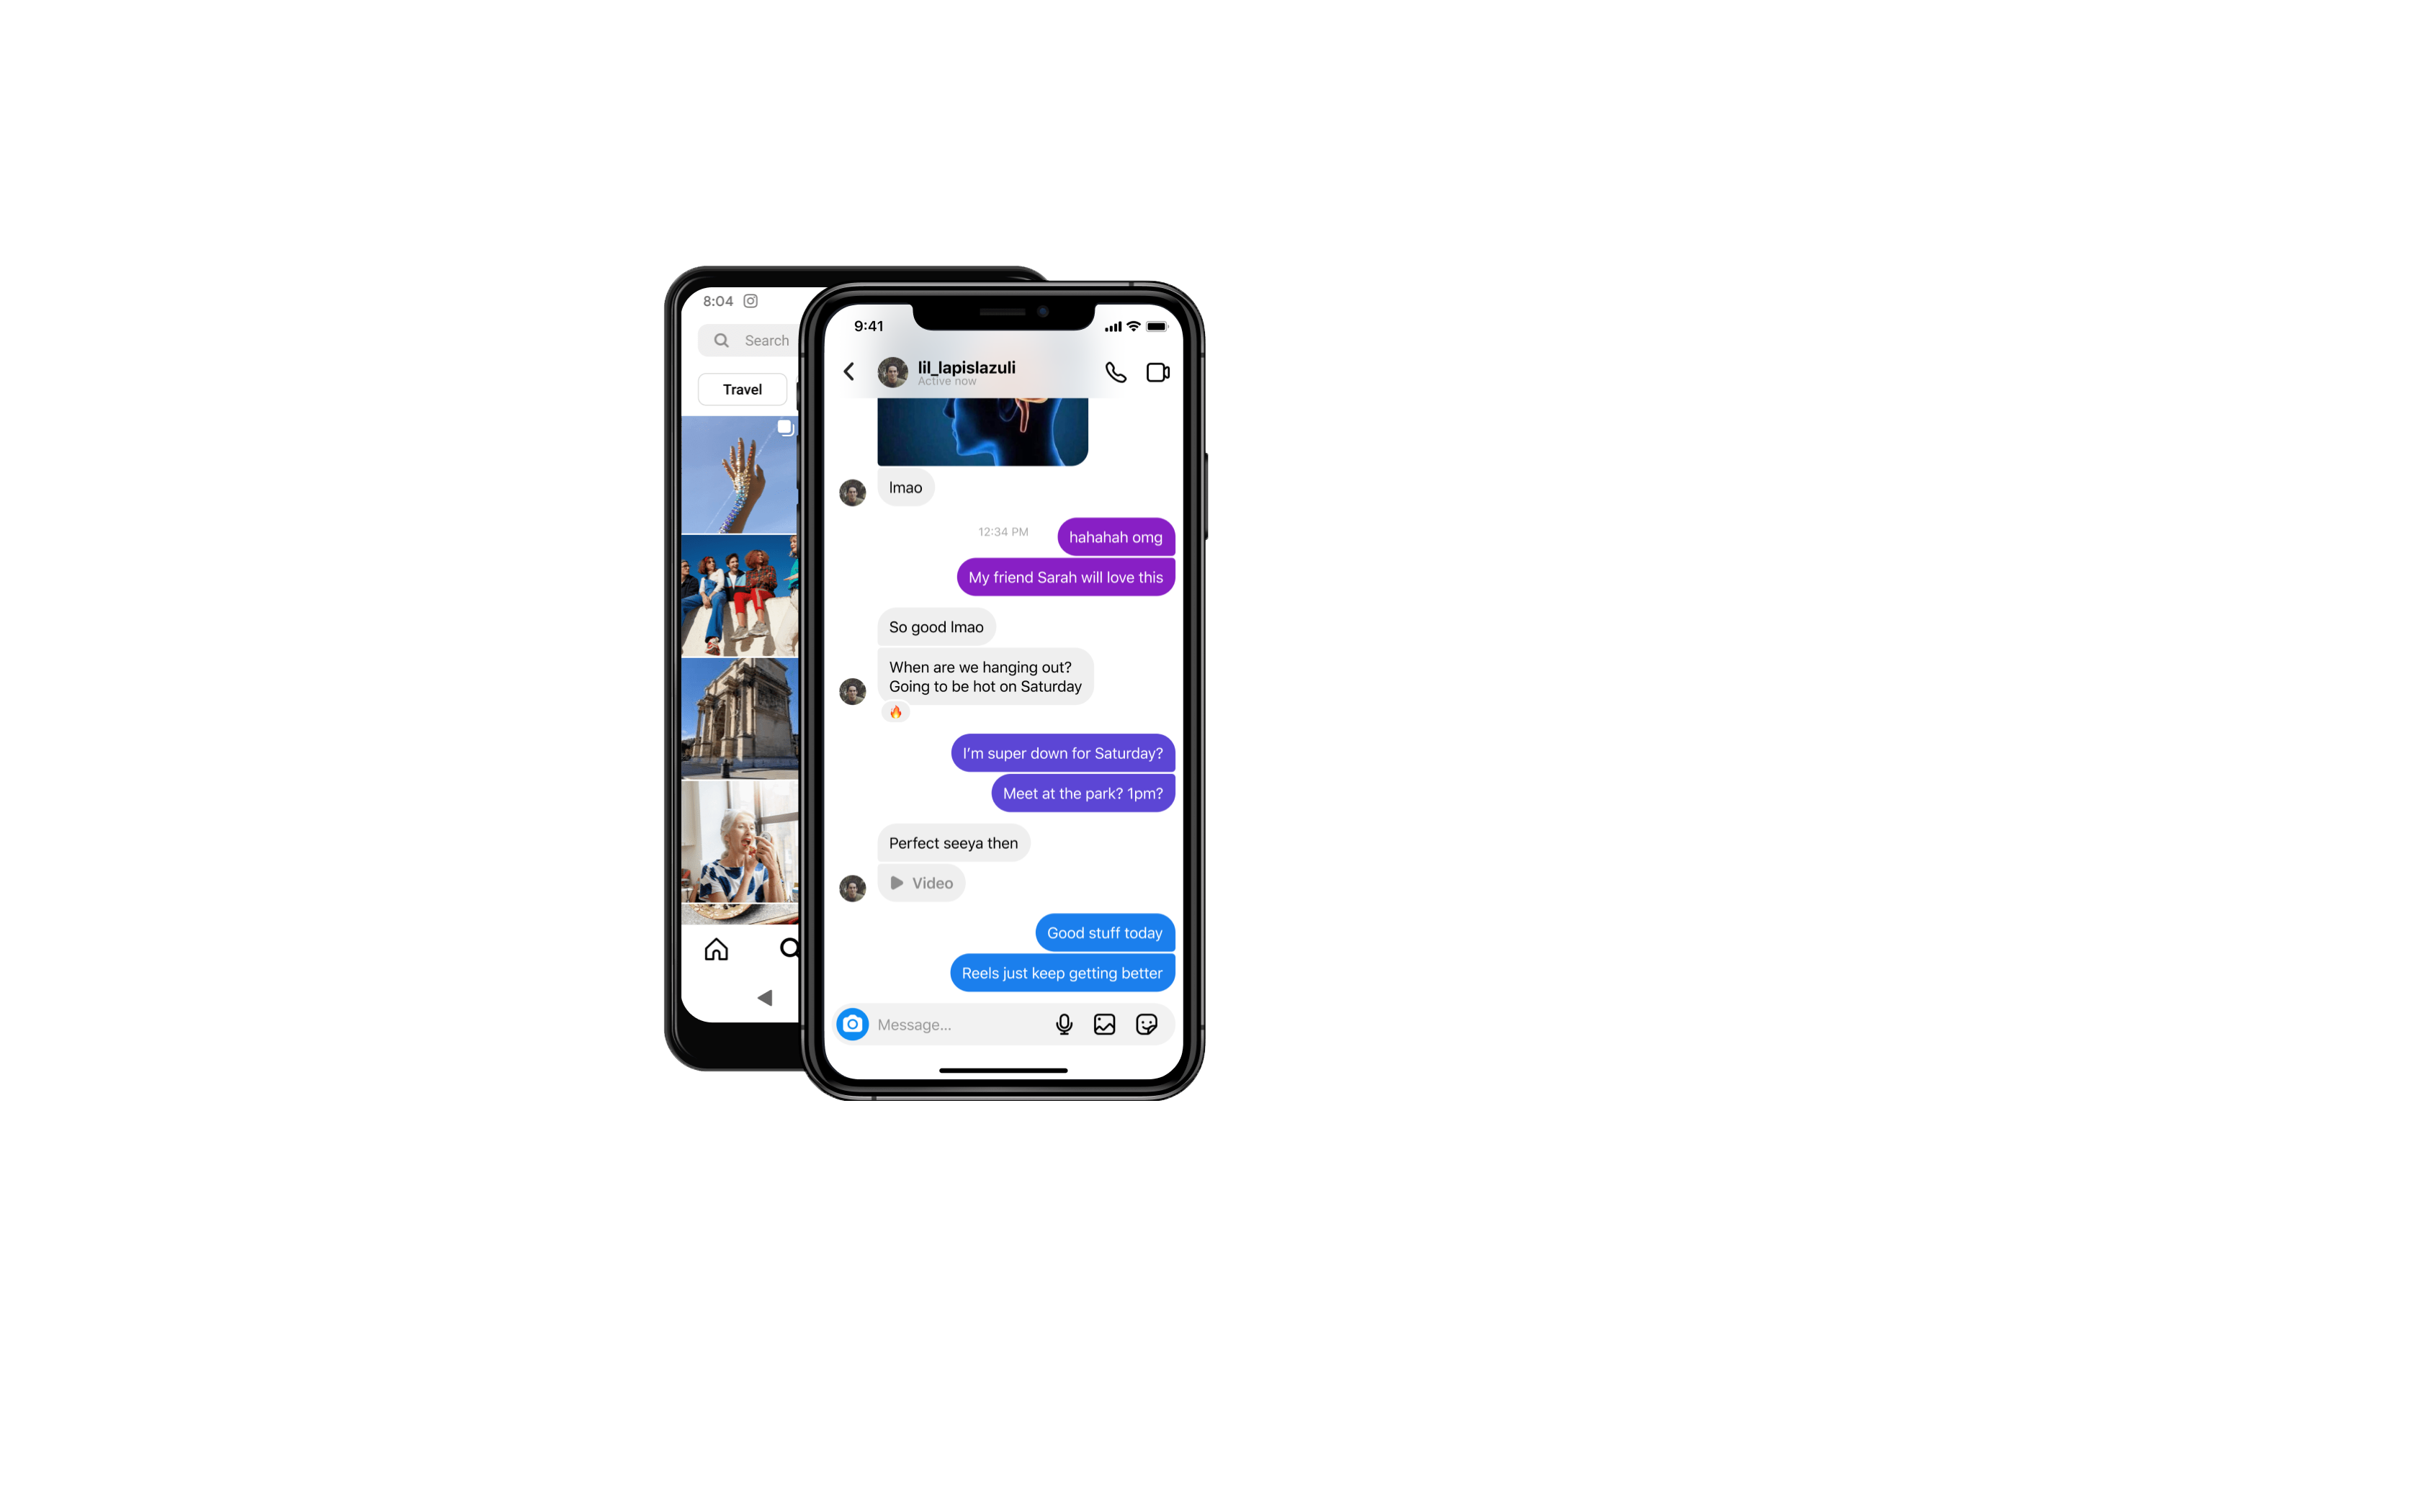 8:04
Search
Travel
9:41
lil_lapislazuli
Active now
lmao
12:34 PM
hahahah omg
My friend Sarah will love this
So good lmao
When are we hanging out?
Going to be hot on Saturday
🔥
I'm super down for Saturday?
Meet at the park? 1pm?
Perfect seeya then
Video
Good stuff today
Reels just keep getting better
Message...